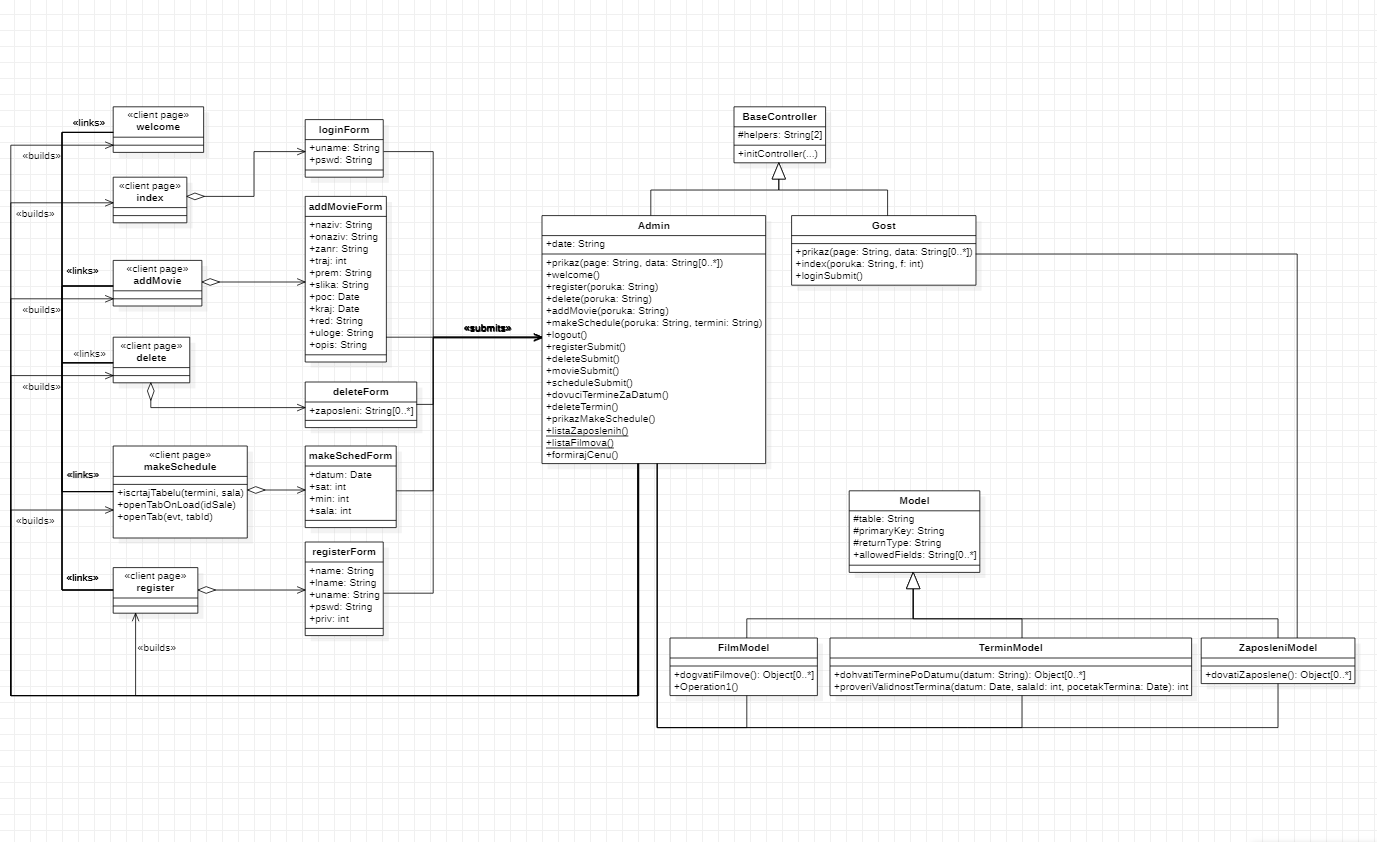 «client page»
welcome
«links»
«builds»
«client page»
index
«builds»
«links»
«client page»
addMovie
«builds»
«links»
«client page»
delete
«builds»
«links»
«client page»
makeSchedule
+iscrtajTabelu(termini, sala)
+openTabOnLoad(idSale)
+openTab(evt, tabId)
«builds»
«links»
«client page»
register
«builds»
loginForm
+uname: String
+pswd: String
addMovieForm
+naziv: String
+onaziv: String
+zanr: String
+traj: int
+prem: String
+slika: String
+poc: Date
+kraj: Date
+red: String
+uloge: String
+opis: String
deleteForm
+zaposleni: String[0..*]
makeSchedForm
+datum: Date
+sat: int
+min: int
+sala: int
registerForm
+name: String
+lname: String
+uname: String
+pswd: String
+priv: int
«submits»
BaseController
#helpers: String[2]
+initController(...)
Admin
+date: String
+prikaz(page: String, data: String[0..*])
+welcome()
+register(poruka: String)
+delete(poruka: String)
+addMovie(poruka: String)
+makeSchedule(poruka: String, termini: String)
+logout()
+registerSubmit()
+deleteSubmit()
+movieSubmit()
+scheduleSubmit()
+dovuciTermineZaDatum()
+deleteTermin()
+prikazMakeSchedule()
+listaZaposlenih()
+listaFilmova()
+formirajCenu()
Gost
+prikaz(page: String, data: String[0..*])
+index(poruka: String, f: int)
+loginSubmit()
Model
#table: String
#primaryKey: String
#returnType: String
+allowedFields: String[0..*]
FilmModel
+dogvatiFilmove(): Object[0..*]
+Operation1()
TerminModel
+dohvatiTerminePoDatumu(datum: String): Object[0..*]
+proveriValidnostTermina(datum: Date, salaId: int, pocetakTermina: Date): int
ZaposleniModel
+dovatiZaposlene(): Object[0..*]